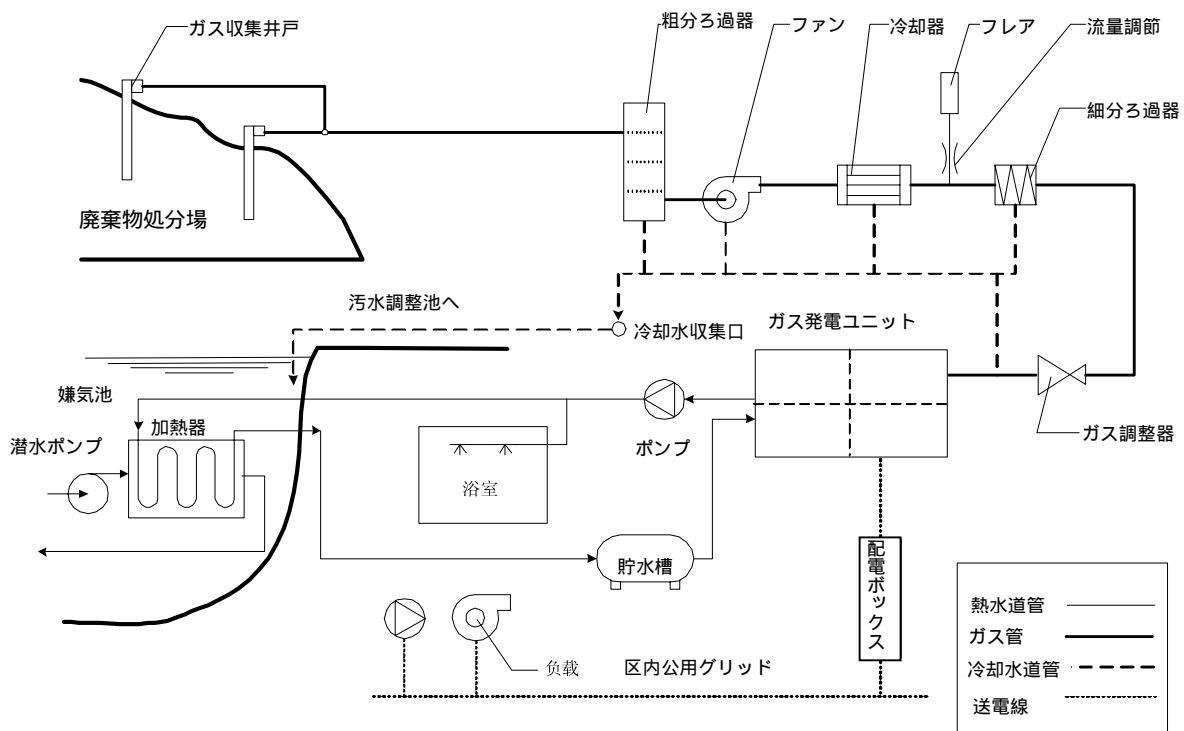 ガス収集井戸
粗分ろ過器
ファン
冷却器
フレア
流量調節
細分ろ過器
廃棄物処分場
汚水調整池へ
冷却水収集口
ガス発電ユニット
嫌気池
加熱器
潜水ポンプ
浴室
ポンプ
ガス調整器
貯水槽
配電ボックス
负载
区内公用グリッド
熱水道管
ガス管
冷却水道管
送電線